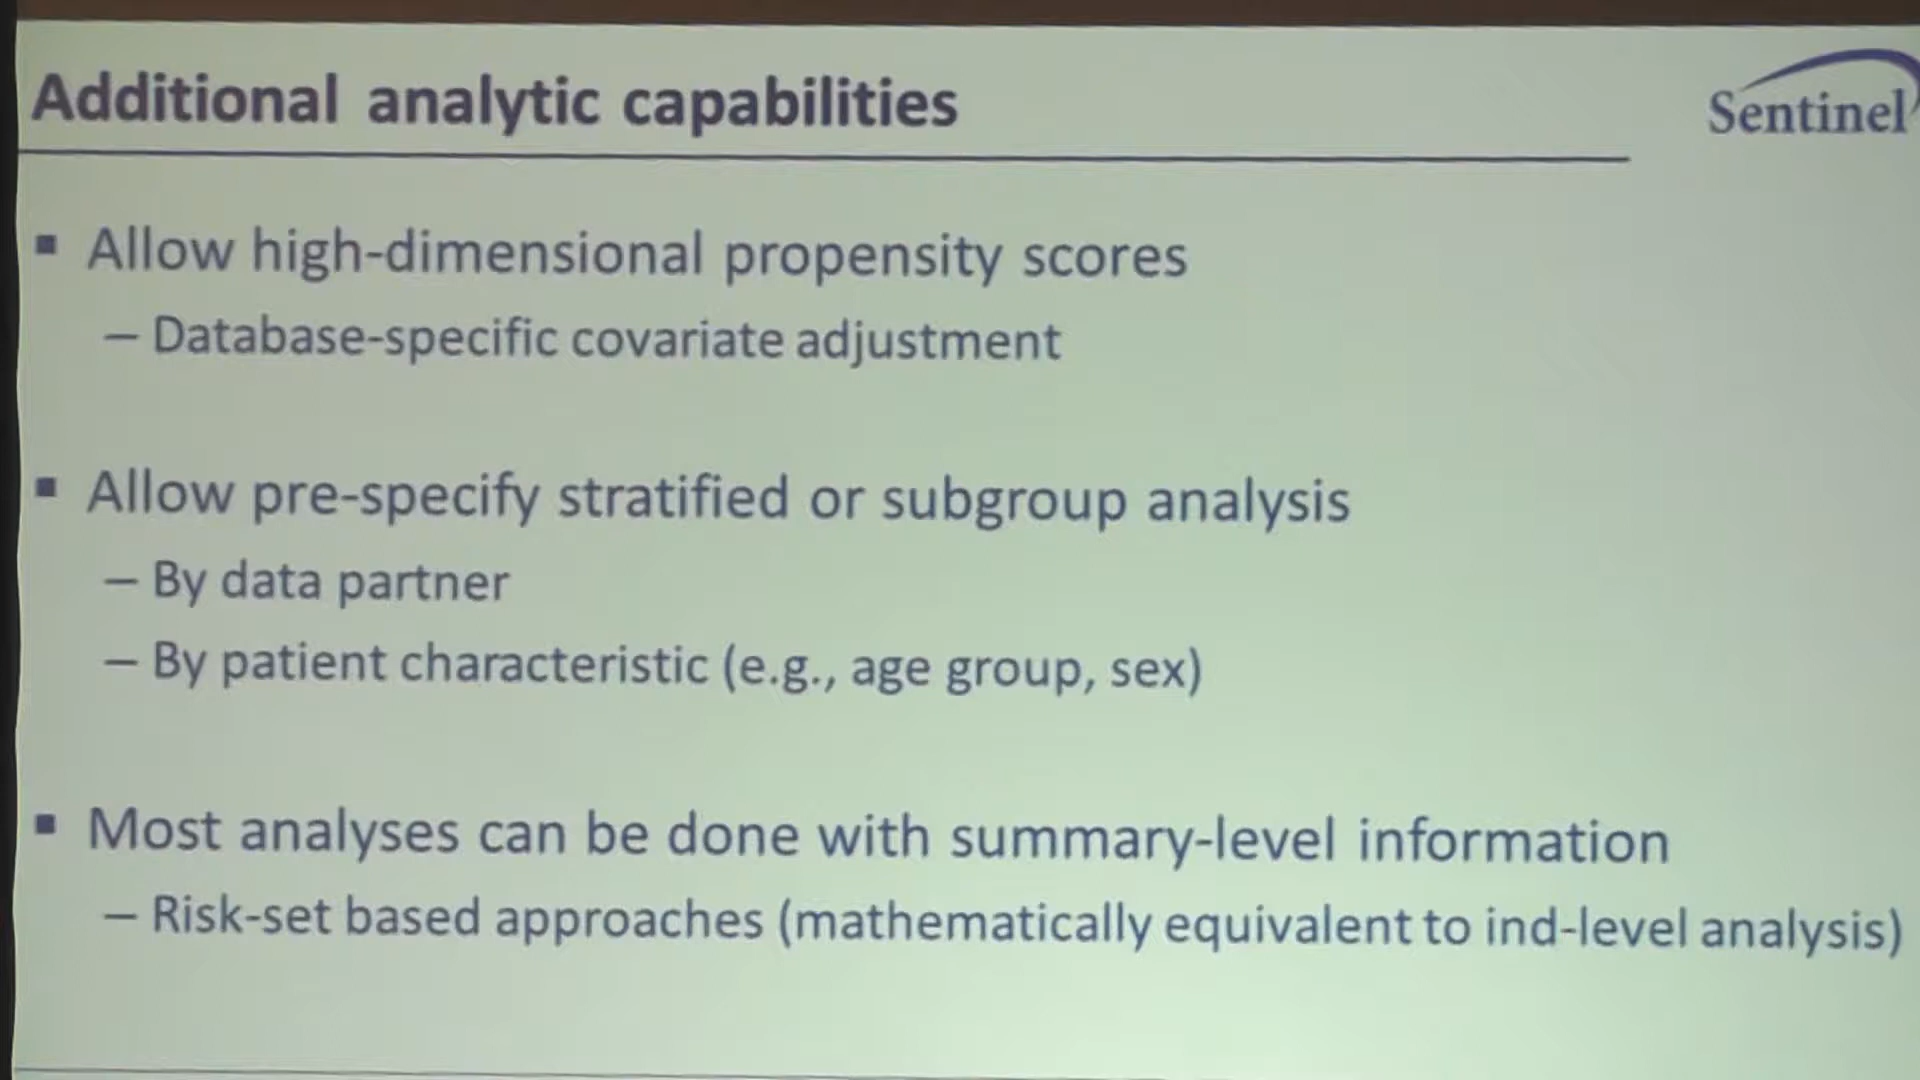 Additional analytic capabilities
Sentinel
▪ Allow high-dimensional propensity scores
– Database-specific covariate adjustment
▪ Allow pre-specify stratified or subgroup analysis
– By data partner
– By patient characteristic (e.g., age group, sex)
▪ Most analyses can be done with summary-level information
– Risk-set based approaches (mathematically equivalent to ind-level analysis)